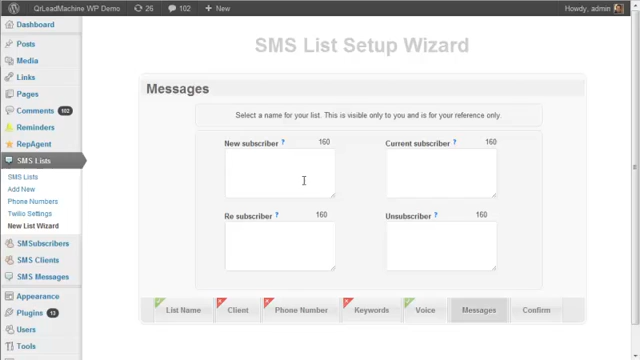 QrLeadMachine WP Demo 26 102 + New Howdy, admin
Dashboard
Posts
Media
Links
Pages
Comments 102
Reminders
RepAgent
SMS Lists
SMS Lists
Add New
Phone Numbers
Twilio Settings
New List Wizard
SMSubscribers
SMS Clients
SMS Messages
Appearance
Plugins 13
Users
Tools
SMS List Setup Wizard
Messages
Select a name for your list. This is visible only to you and is for your reference only.
New subscriber ? 160 Current subscriber ? 160
Re subscriber ? 160 Unsubscriber ? 160
List Name Client Phone Number Keywords Voice Messages Confirm